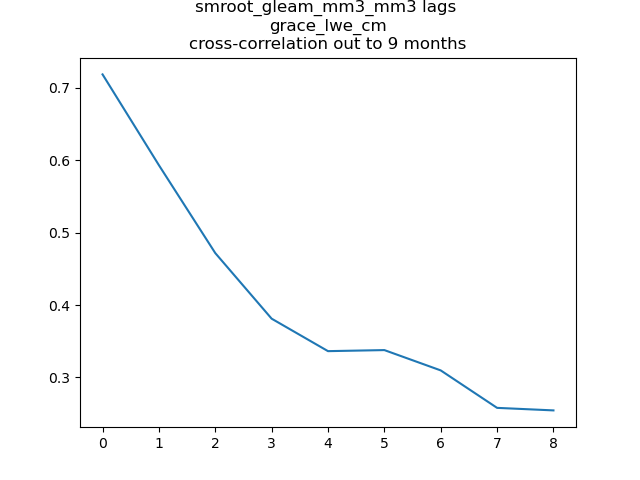 smroot_gleam_mm3_mm3 lags
grace_lwe_cm
cross-correlation out to 9 months
0.7
0.6
0.5
0.4
0.3
0 1 2 3 4 5 6 7 8